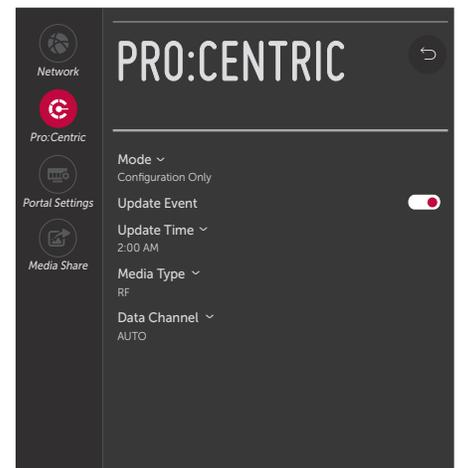 PRO:CENTRIC
Network
Pro:Centric
Portal Settings
Media Share
Mode
Configuration Only
Update Event
Update Time
2:00 AM
Media Type
RF
Data Channel
AUTO